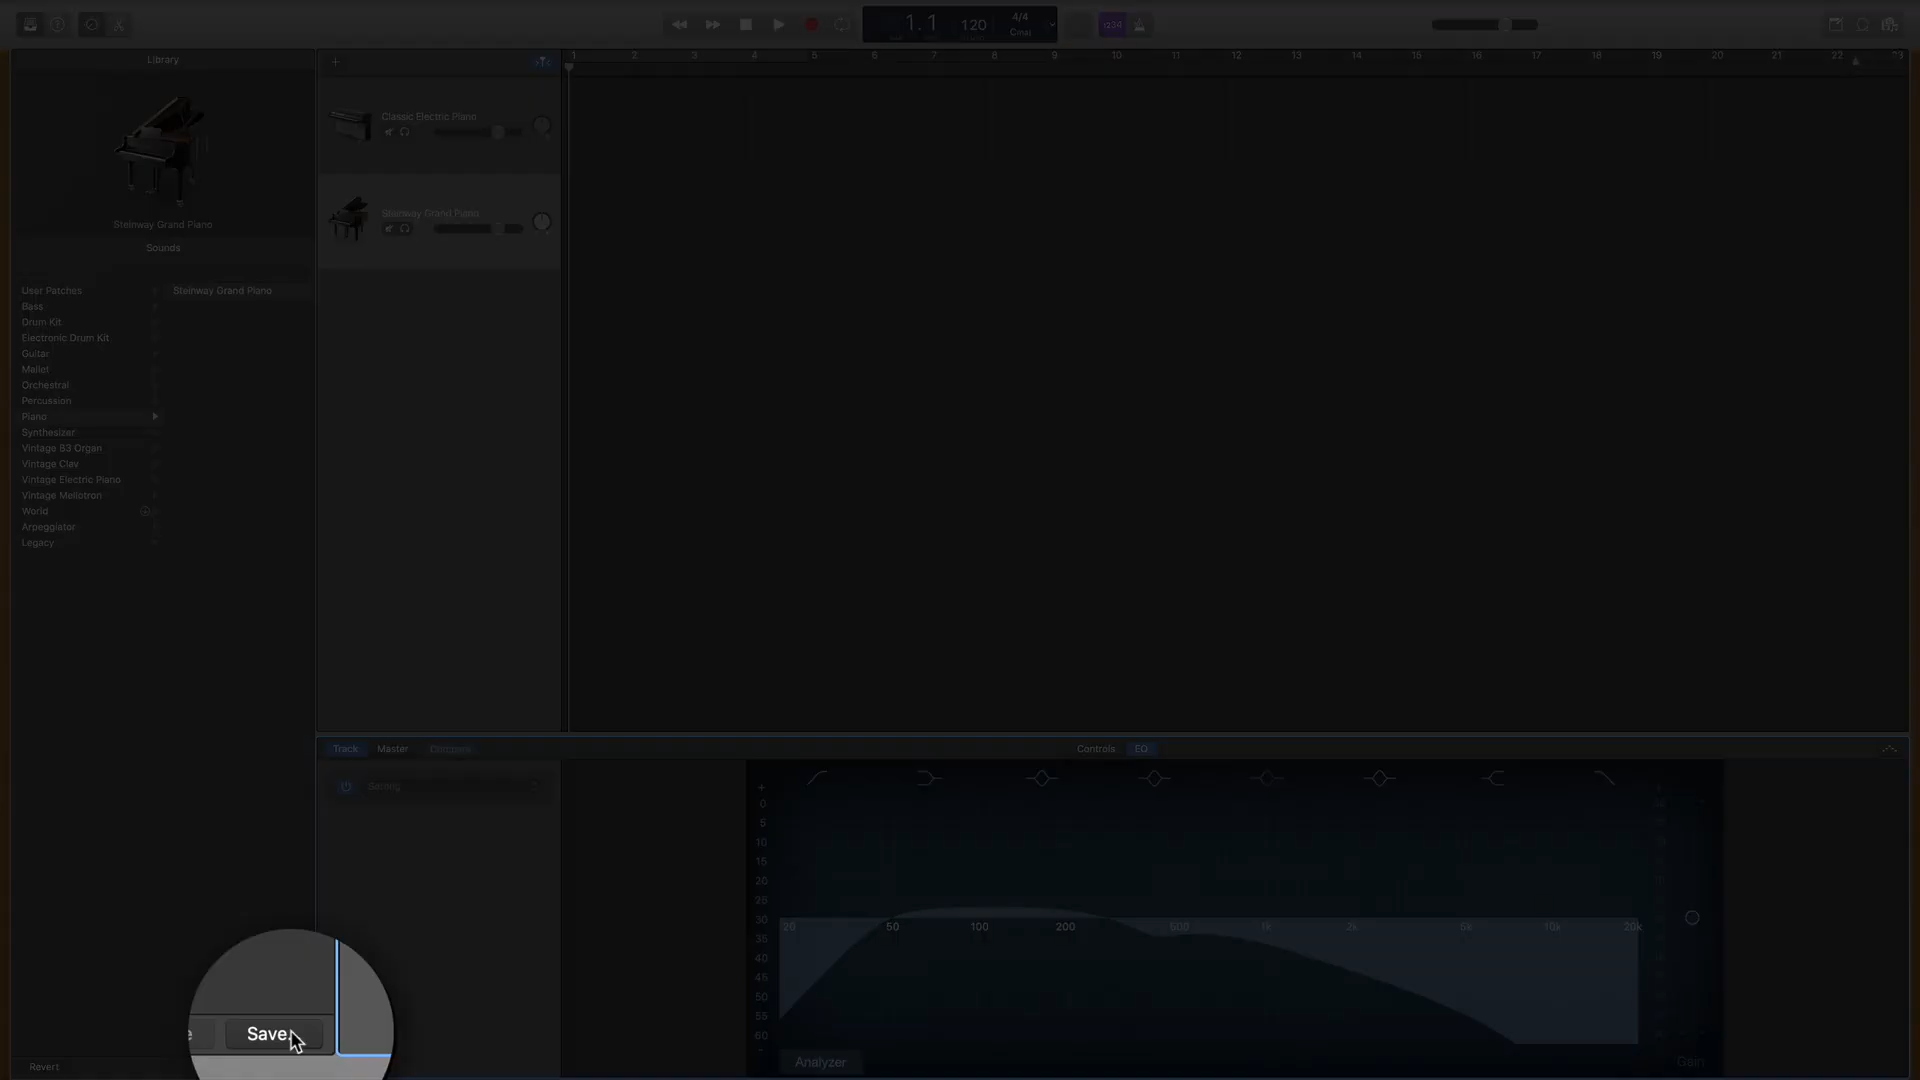 1.1 120 4/4
Cmaj
1234
Library
1 2 3 4 5 6 7 8 9 10 11 12 13 14 15 16 17 18 19 20 21 22 23
Classic Electric Piano
Steinway Grand Piano
Steinway Grand Piano
Sounds
User Patches
Steinway Grand Piano
Bass
Drum Kit
Electronic Drum Kit
Guitar
Mallet
Orchestral
Percussion
Piano
Synthesizer
Vintage B3 Organ
Vintage Clav
Vintage Electric Piano
Vintage Mellotron
World
Arpeggiator
Legacy
Track Master Compare
Controls EQ
Setting
+
0
5
10
15
20
25
30
35
40
45
50
55
60
-
20 50 100 200 500 1k 2k 5k 10k 20k
Analyzer
Gain
Revert
e
Save.